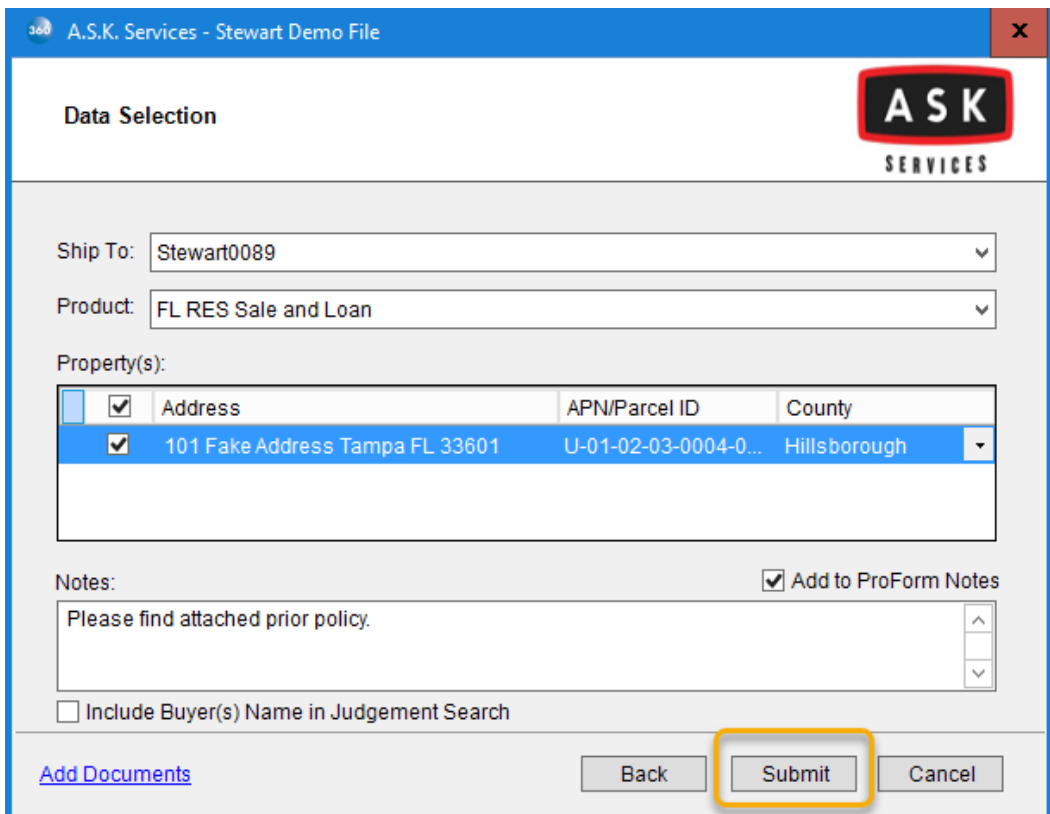 360 A.S.K. Services - Stewart Demo File x
Data Selection
ASK
SERVICES
Ship To: Stewart0089
Product: FL RES Sale and Loan
Property(s):
Address APN/Parcel ID County
101 Fake Address Tampa FL 33601 U-01-02-03-0004-0... Hillsborough
Notes: Add to ProForm Notes
Please find attached prior policy.
Include Buyer(s) Name in Judgement Search
Add Documents Back Submit Cancel